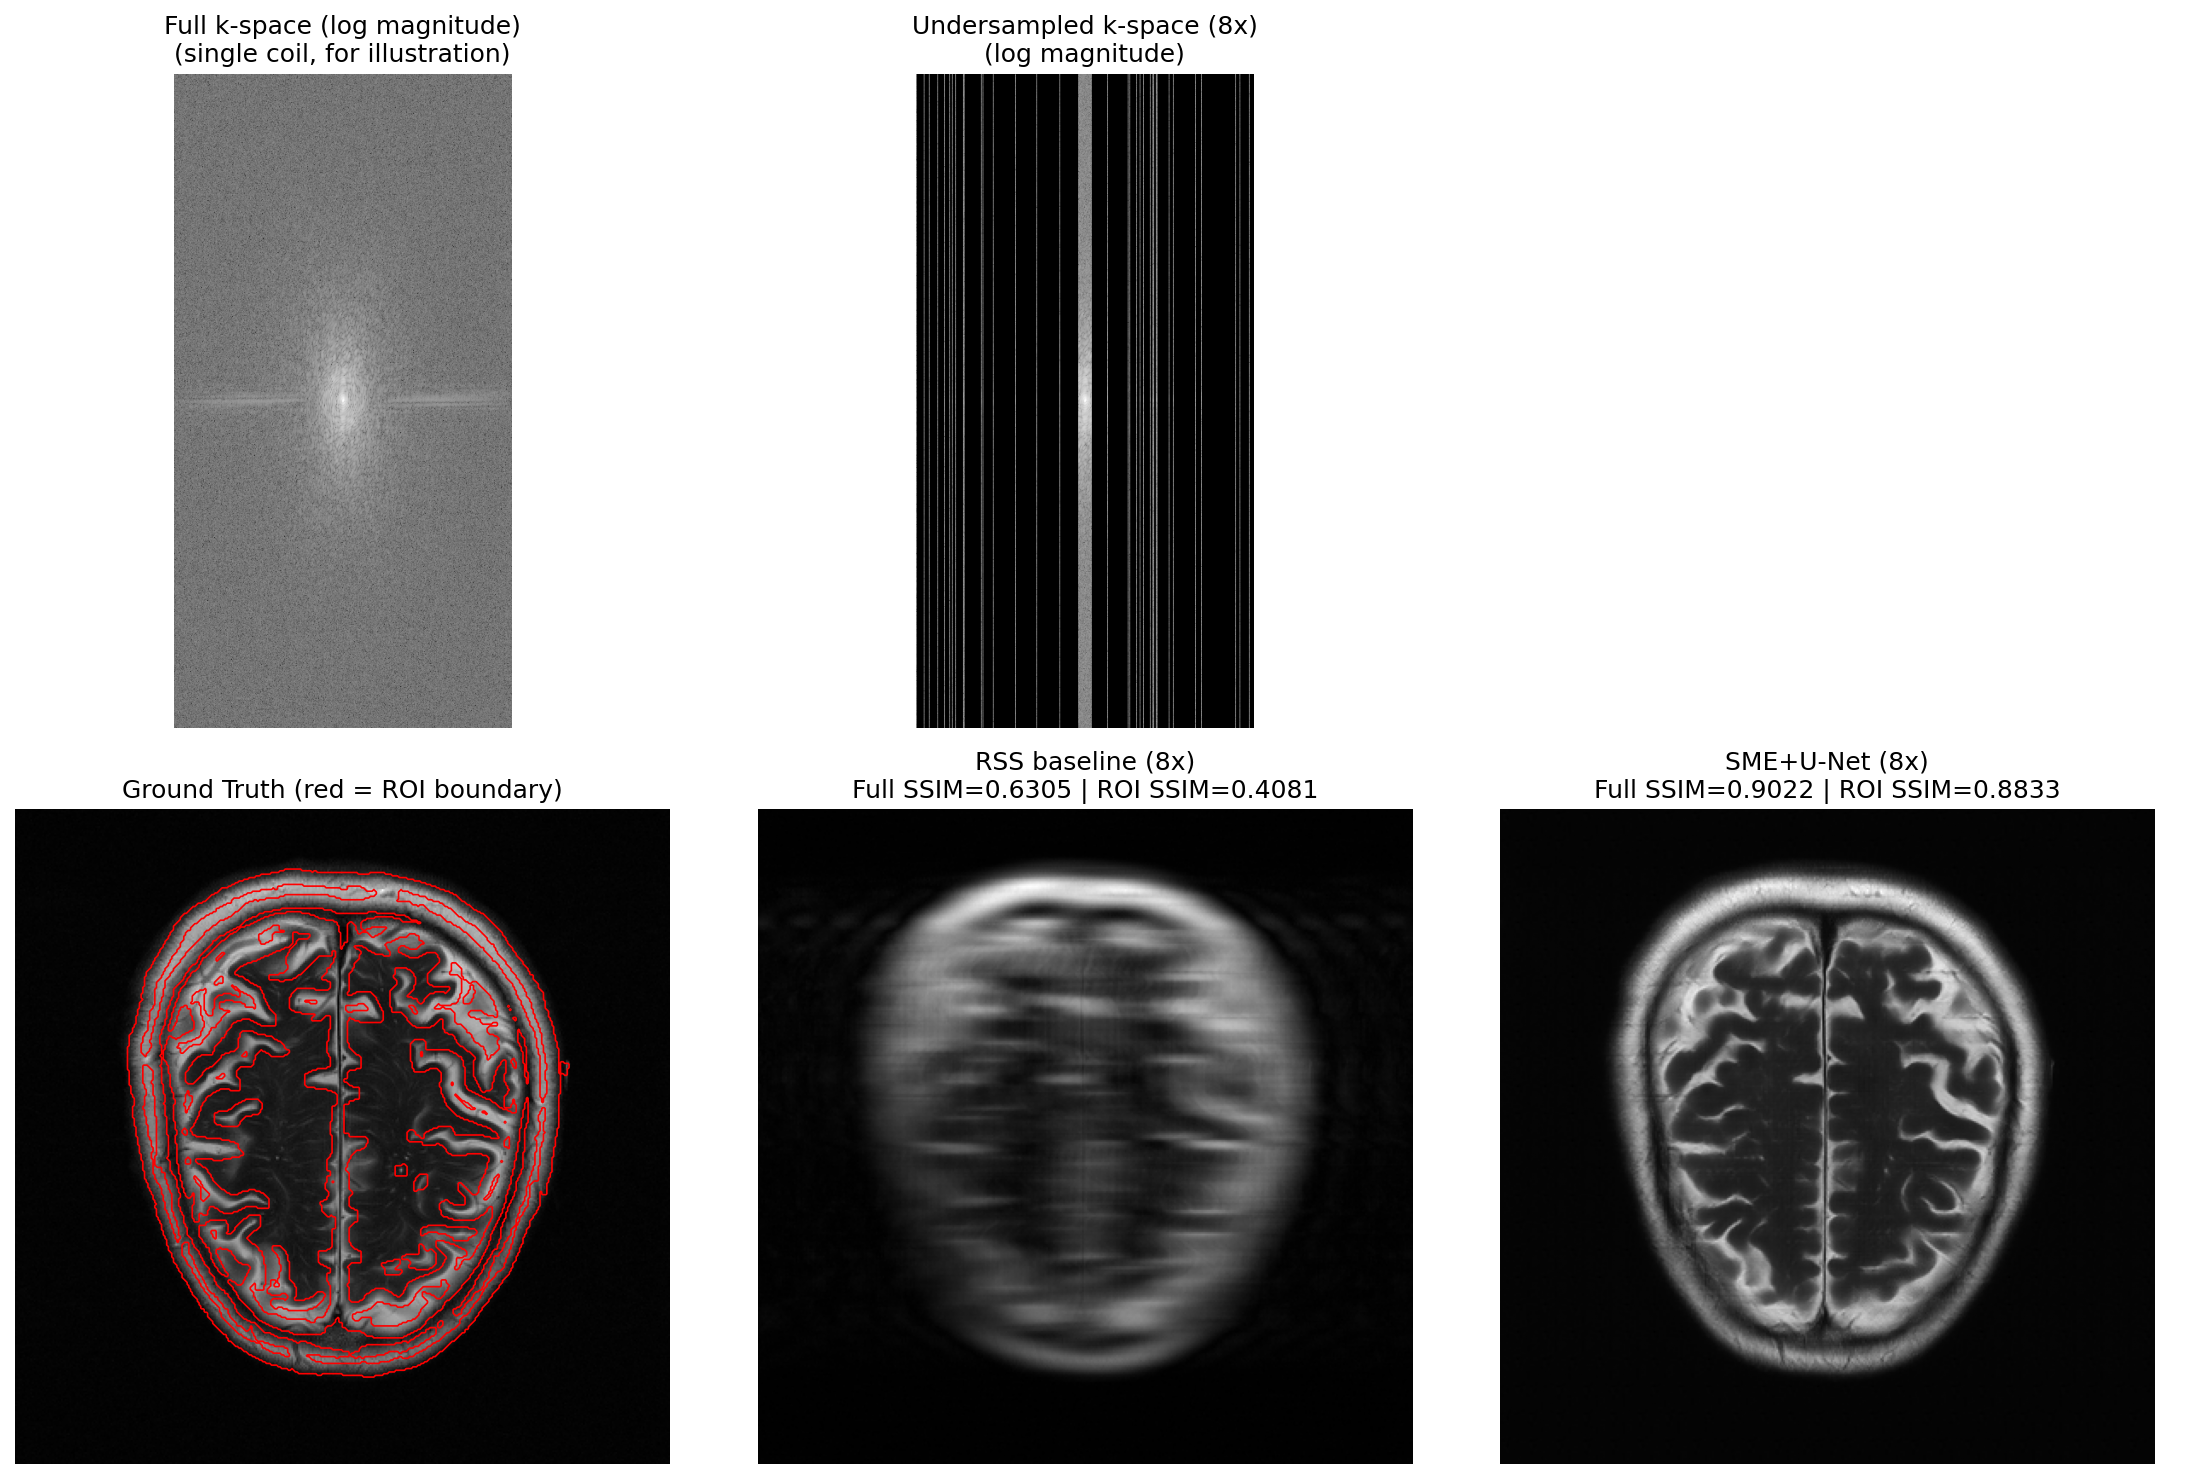 Full k-space (log magnitude)
(single coil, for illustration)
Undersampled k-space (8x)
(log magnitude)
Ground Truth (red = ROI boundary)
RSS baseline (8x)
Full SSIM=0.6305 | ROI SSIM=0.4081
SME+U-Net (8x)
Full SSIM=0.9022 | ROI SSIM=0.8833